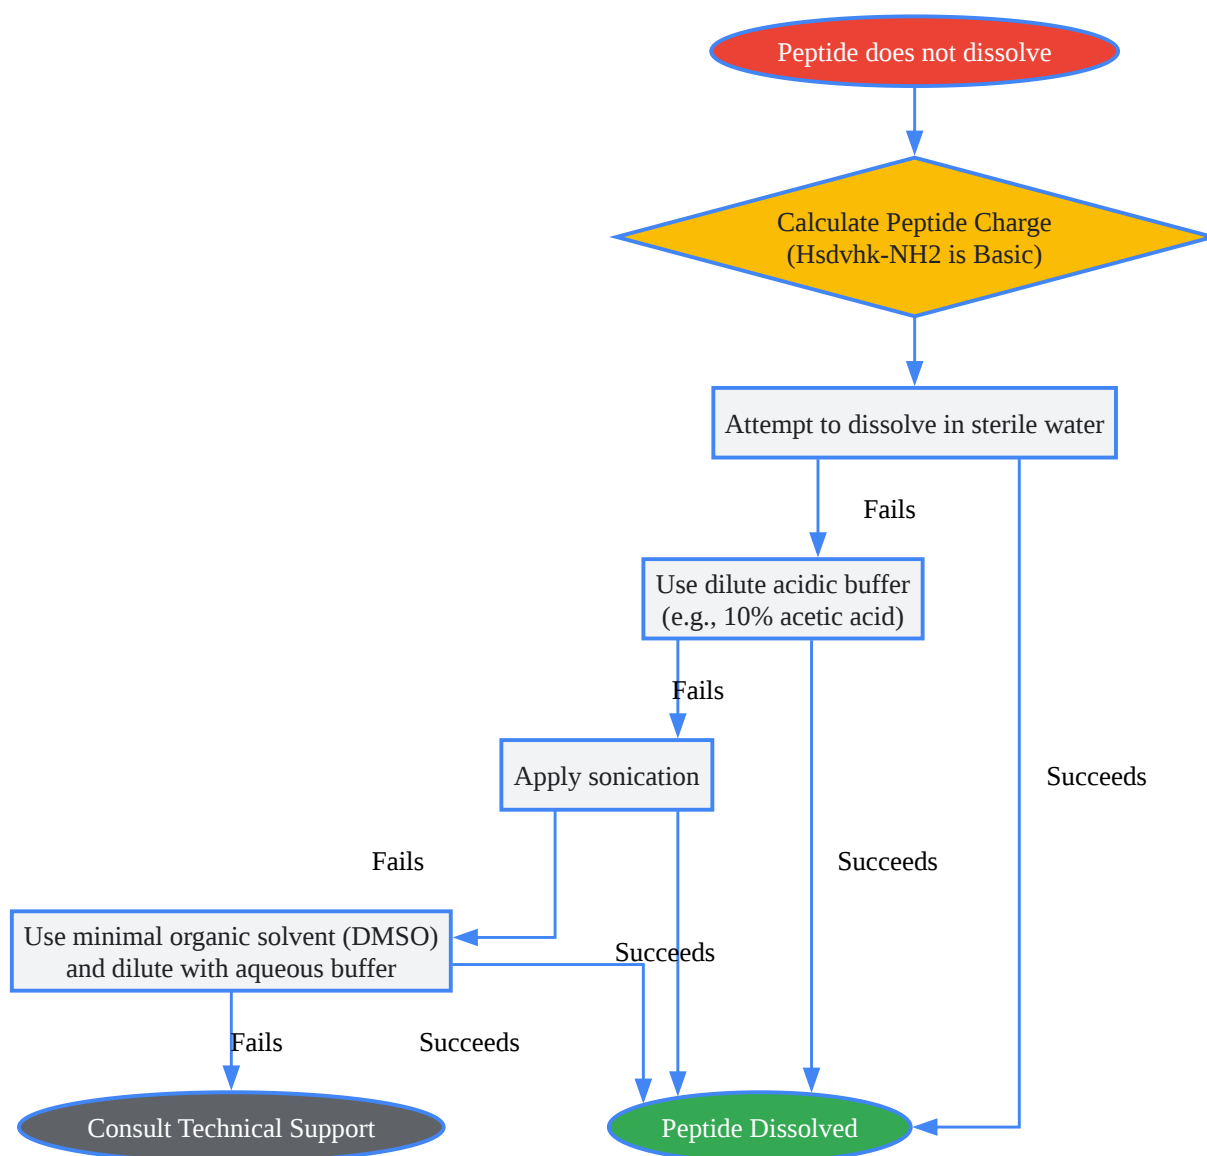 Peptide does not dissolve
Calculate Peptide Charge
(Hsdvhk-NH2 is Basic)
Attempt to dissolve in sterile water
Fails
Use dilute acidic buffer
(e.g., 10% acetic acid)
Fails
Apply sonication
Succeeds
Fails
Succeeds
Use minimal organic solvent (DMSO)
and dilute with aqueous buffer
Succeeds
Fails
Succeeds
Consult Technical Support
Peptide Dissolved